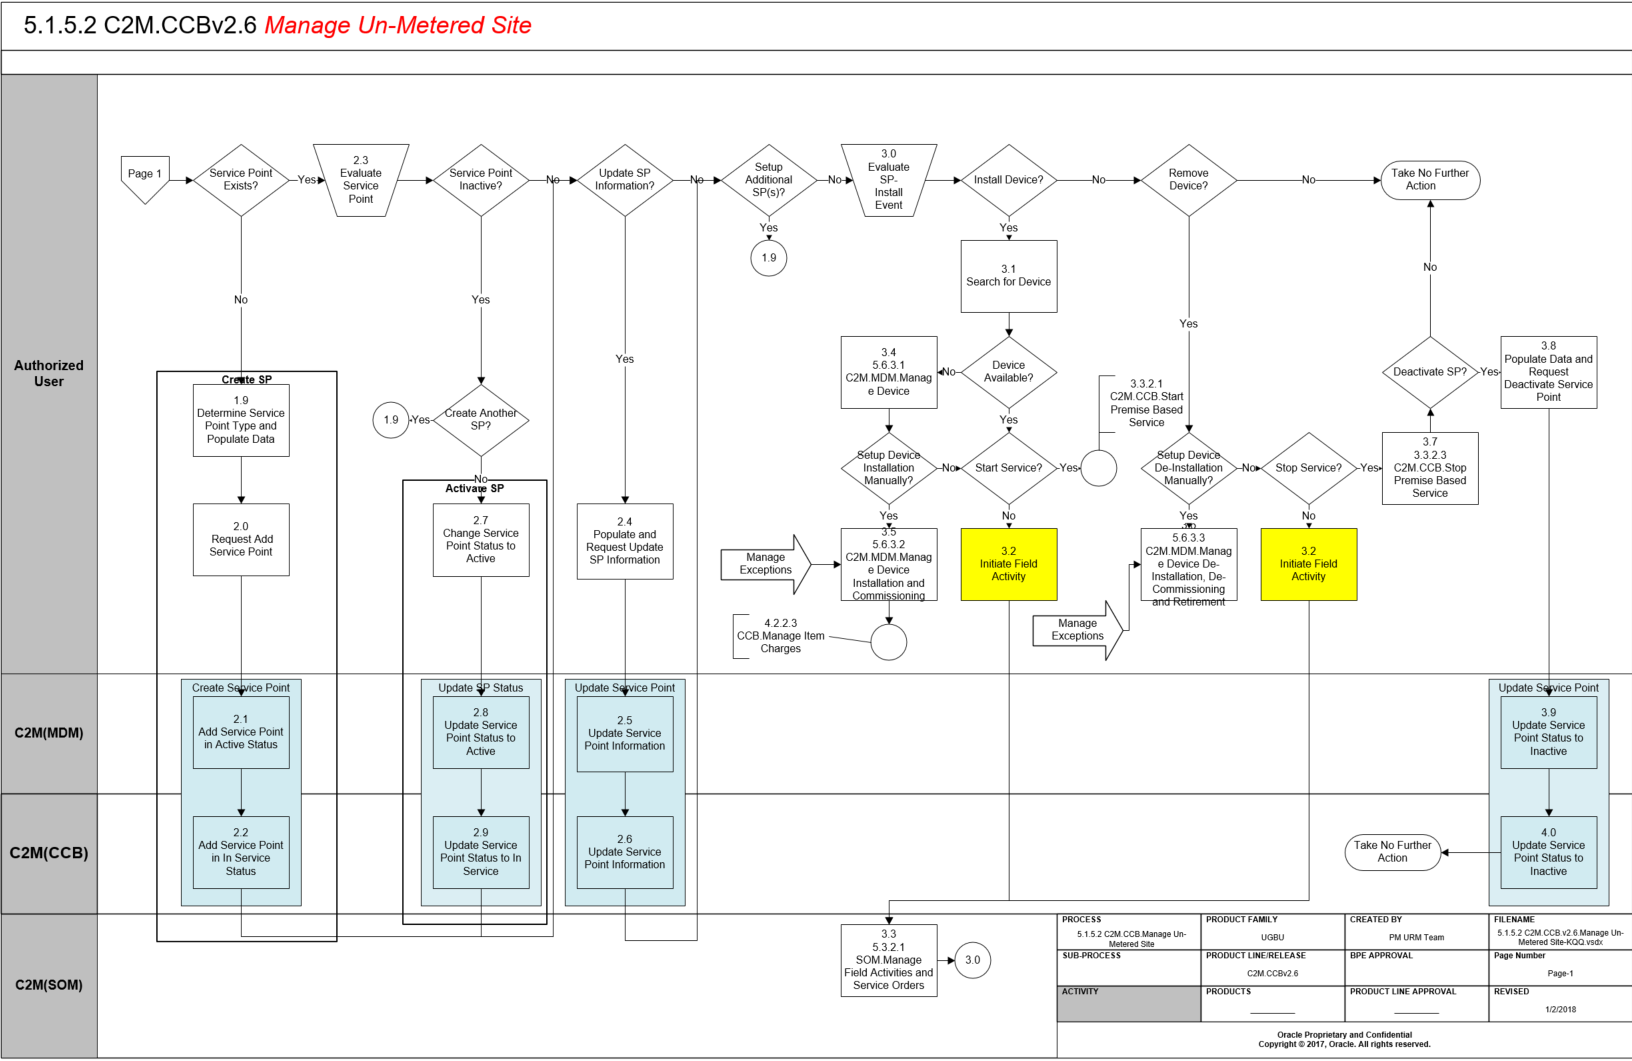 5.1.5.2 C2M.CCBv2.6 Manage Un-Metered Site
Authorized
User
C2M(MDM)
C2M(CCB)
C2M(SOM)
Page 1
Service Point
Exists?
Yes
2.3
Evaluate
Service
Point
Service Point
Inactive?
No
Update SP
Information?
No
Setup
Additional
SP(s)?
No
3.0
Evaluate
SP-
Install
Event
Install Device?
No
Remove
Device?
No
Take No Further
Action
Yes
1.9
Yes
3.1
Search for Device
No
Yes
Yes
Yes
No
Create SP
1.9
Determine Service
Point Type and
Populate Data
1.9
Yes
Create Another
SP?
No
Activate SP
3.4
5.6.3.1
C2M.MDM.Manag
e Device
No
Device
Available?
Yes
3.3.2.1
C2M.CCB.Start
Premise Based
Service
Deactivate SP?
Yes
3.8
Populate Data and
Request
Deactivate Service
Point
Setup Device
Installation
Manually?
No
Start Service?
Yes
Setup Device
De-Installation
Manually?
No
Stop Service?
Yes
3.7
3.3.2.3
C2M.CCB.Stop
Premise Based
Service
2.0
Request Add
Service Point
2.7
Change Service
Point Status to
Active
2.4
Populate and
Request Update
SP Information
Yes
No
Yes
No
Manage
Exceptions
3.5
5.6.3.2
C2M.MDM.Manag
e Device
Installation and
Commissioning
3.2
Initiate Field
Activity
5.6.3.3
C2M.MDM.Manag
e Device De-
Installation, De-
Commissioning
and Retirement
3.2
Initiate Field
Activity
4.2.2.3
CCB.Manage Item
Charges
Manage
Exceptions
Create Service Point
2.1
Add Service Point
in Active Status
2.2
Add Service Point
in In Service
Status
Update SP Status
2.8
Update Service
Point Status to
Active
2.9
Update Service
Point Status to In
Service
Update Service Point
2.5
Update Service
Point Information
2.6
Update Service
Point Information
Update Service Point
3.9
Update Service
Point Status to
Inactive
4.0
Update Service
Point Status to
Inactive
Take No Further
Action
3.3
5.3.2.1
SOM.Manage
Field Activities and
Service Orders
3.0
PROCESS
5.1.5.2 C2M.CCB.Manage Un-
Metered Site
PRODUCT FAMILY
UGBU
CREATED BY
PM URM Team
FILENAME
5.1.5.2 C2M.CCB.v2.6.Manage Un-
Metered Site-KQQ.vsdx
SUB-PROCESS
PRODUCT LINE/RELEASE
C2M.CCBv2.6
BPE APPROVAL
Page Number
Page-1
ACTIVITY
PRODUCTS
PRODUCT LINE APPROVAL
REVISED
1/2/2018
Oracle Proprietary and Confidential
Copyright © 2017, Oracle. All rights reserved.